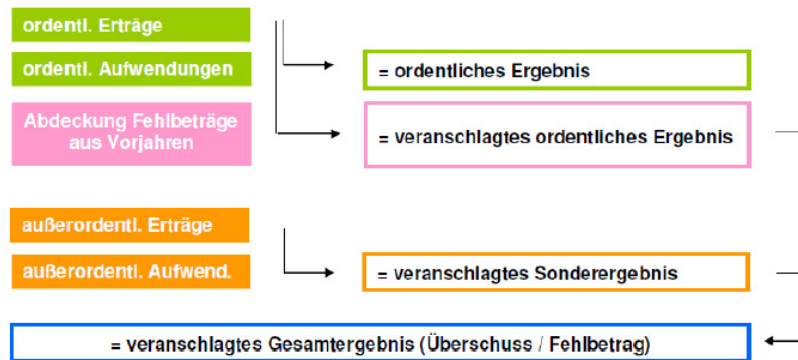 ordentl. Erträge
ordentl. Aufwendungen
= ordentliches Ergebnis
Abdeckung Fehlbeträge
aus Vorjahren
= veranschlagtes ordentliches Ergebnis
außerordentl. Erträge
außerordentl. Aufwend.
= veranschlagtes Sonderergebnis
= veranschlagtes Gesamtergebnis (Überschuss / Fehlbetrag)